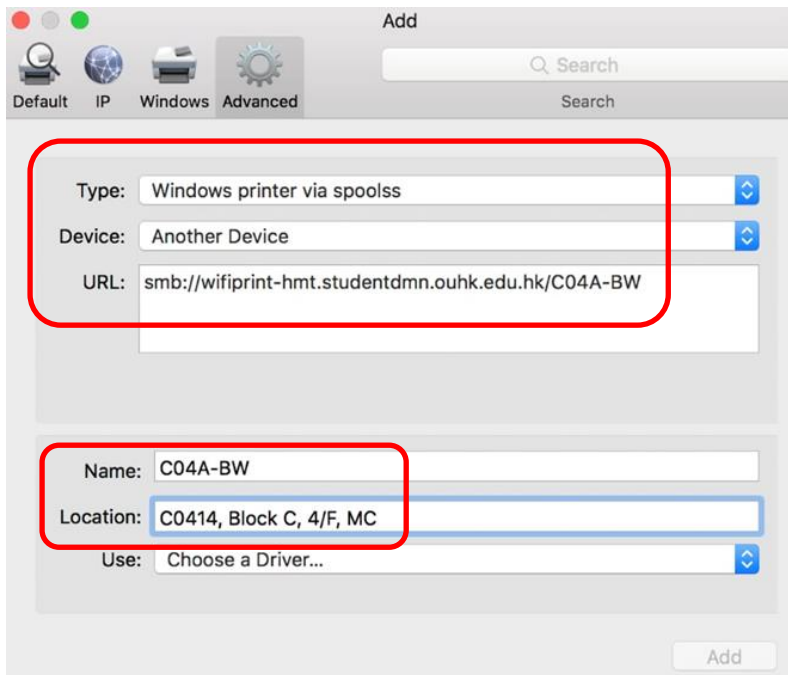 Add
Search
Default IP Windows Advanced
Search
Type: Windows printer via spoolss
Device: Another Device
URL: smb://wifiprint-hmt.studentdmn.ouhk.edu.hk/C04A-BW
Name: C04A-BW
Location: C0414, Block C, 4/F, MC
Use: Choose a Driver...
Add